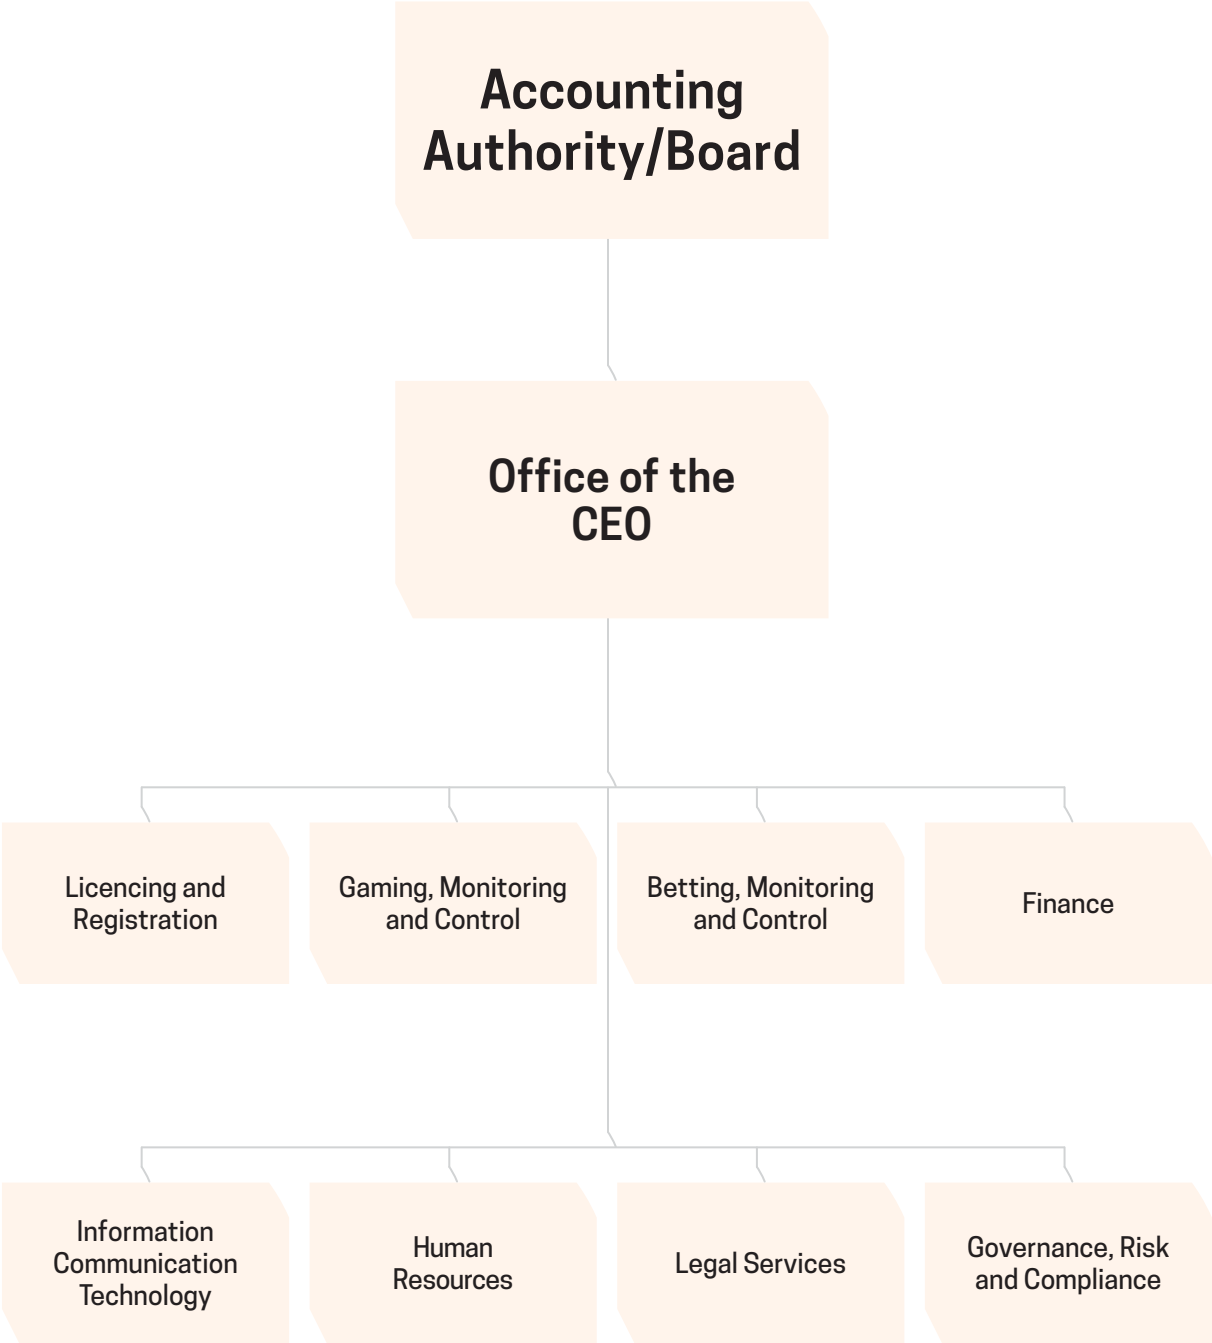 Accounting
Authority/Board
Office of the
CEO
Licencing and
Registration
Gaming, Monitoring
and Control
Betting, Monitoring
and Control
Finance
Information
Communication
Technology
Human
Resources
Legal Services
Governance, Risk
and Compliance